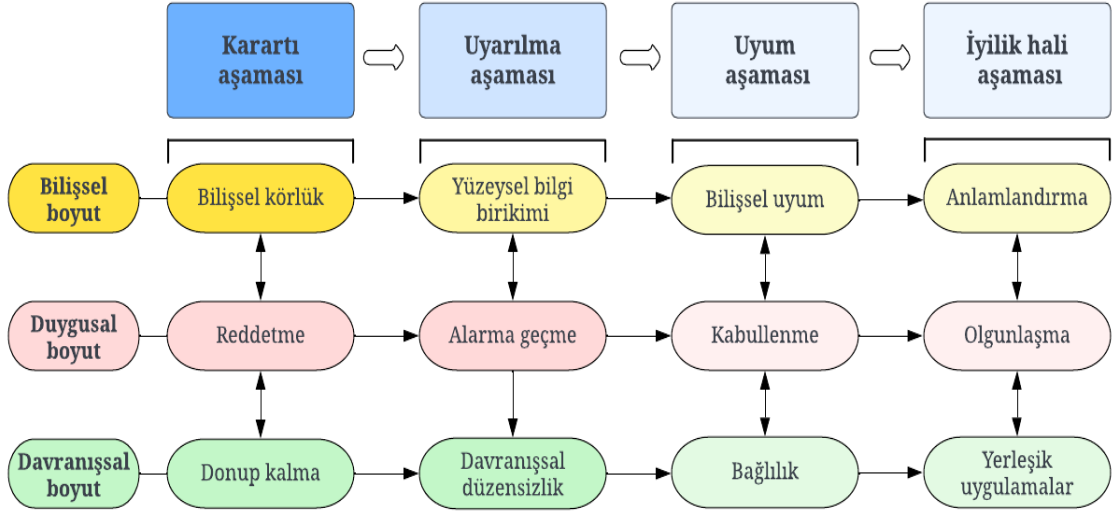 Karartı
aşaması
Uyarılma
aşaması
Uyum
aşaması
İyilik hali
aşaması
Bilişsel
boyut
Bilişsel körlük
Yüzeysel bilgi
birikimi
Bilişsel uyum
Anlamlandırma
Duygusal
boyut
Reddetme
Alarma geçme
Kabullenme
Olgunlaşma
Davranışsal
boyut
Donup kalma
Davranışsal
düzensizlik
Bağlılık
Yerleşik
uygulamalar